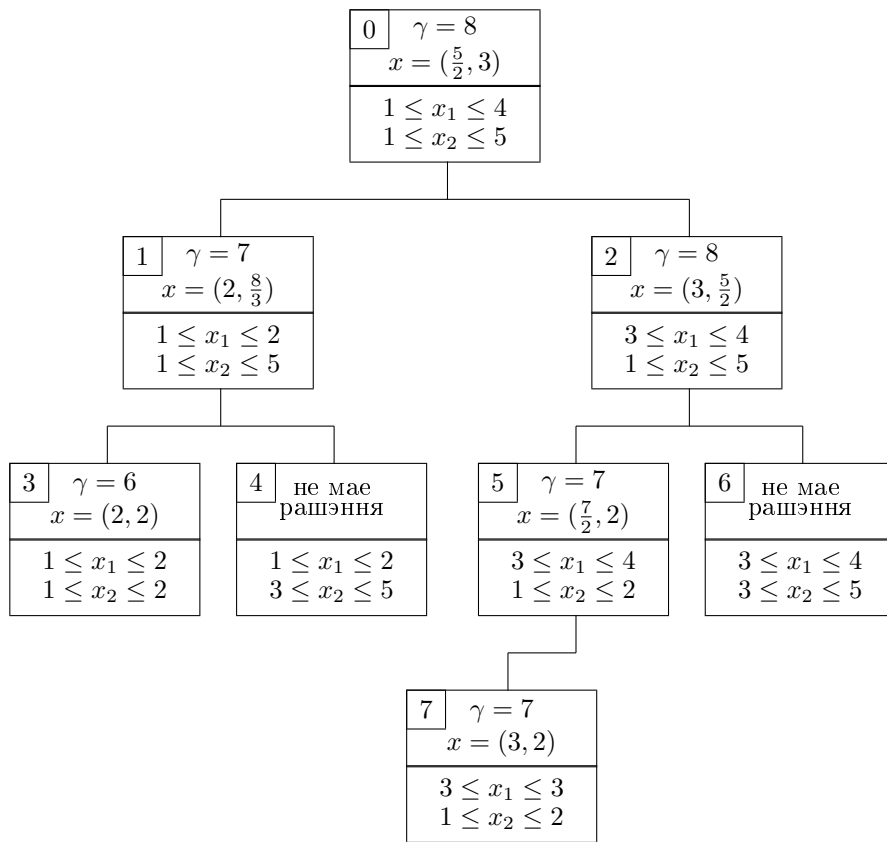 0 γ = 8
x = (5/2, 3)
1 ≤ x₁ ≤ 4
1 ≤ x₂ ≤ 5
1 γ = 7
x = (2, 8/3)
1 ≤ x₁ ≤ 2
1 ≤ x₂ ≤ 5
2 γ = 8
x = (3, 5/2)
3 ≤ x₁ ≤ 4
1 ≤ x₂ ≤ 5
3 γ = 6
x = (2, 2)
1 ≤ x₁ ≤ 2
1 ≤ x₂ ≤ 2
4 не мае
рашэння
1 ≤ x₁ ≤ 2
3 ≤ x₂ ≤ 5
5 γ = 7
x = (7/2, 2)
3 ≤ x₁ ≤ 4
1 ≤ x₂ ≤ 2
6 не мае
рашэння
3 ≤ x₁ ≤ 4
3 ≤ x₂ ≤ 5
7 γ = 7
x = (3, 2)
3 ≤ x₁ ≤ 3
1 ≤ x₂ ≤ 2